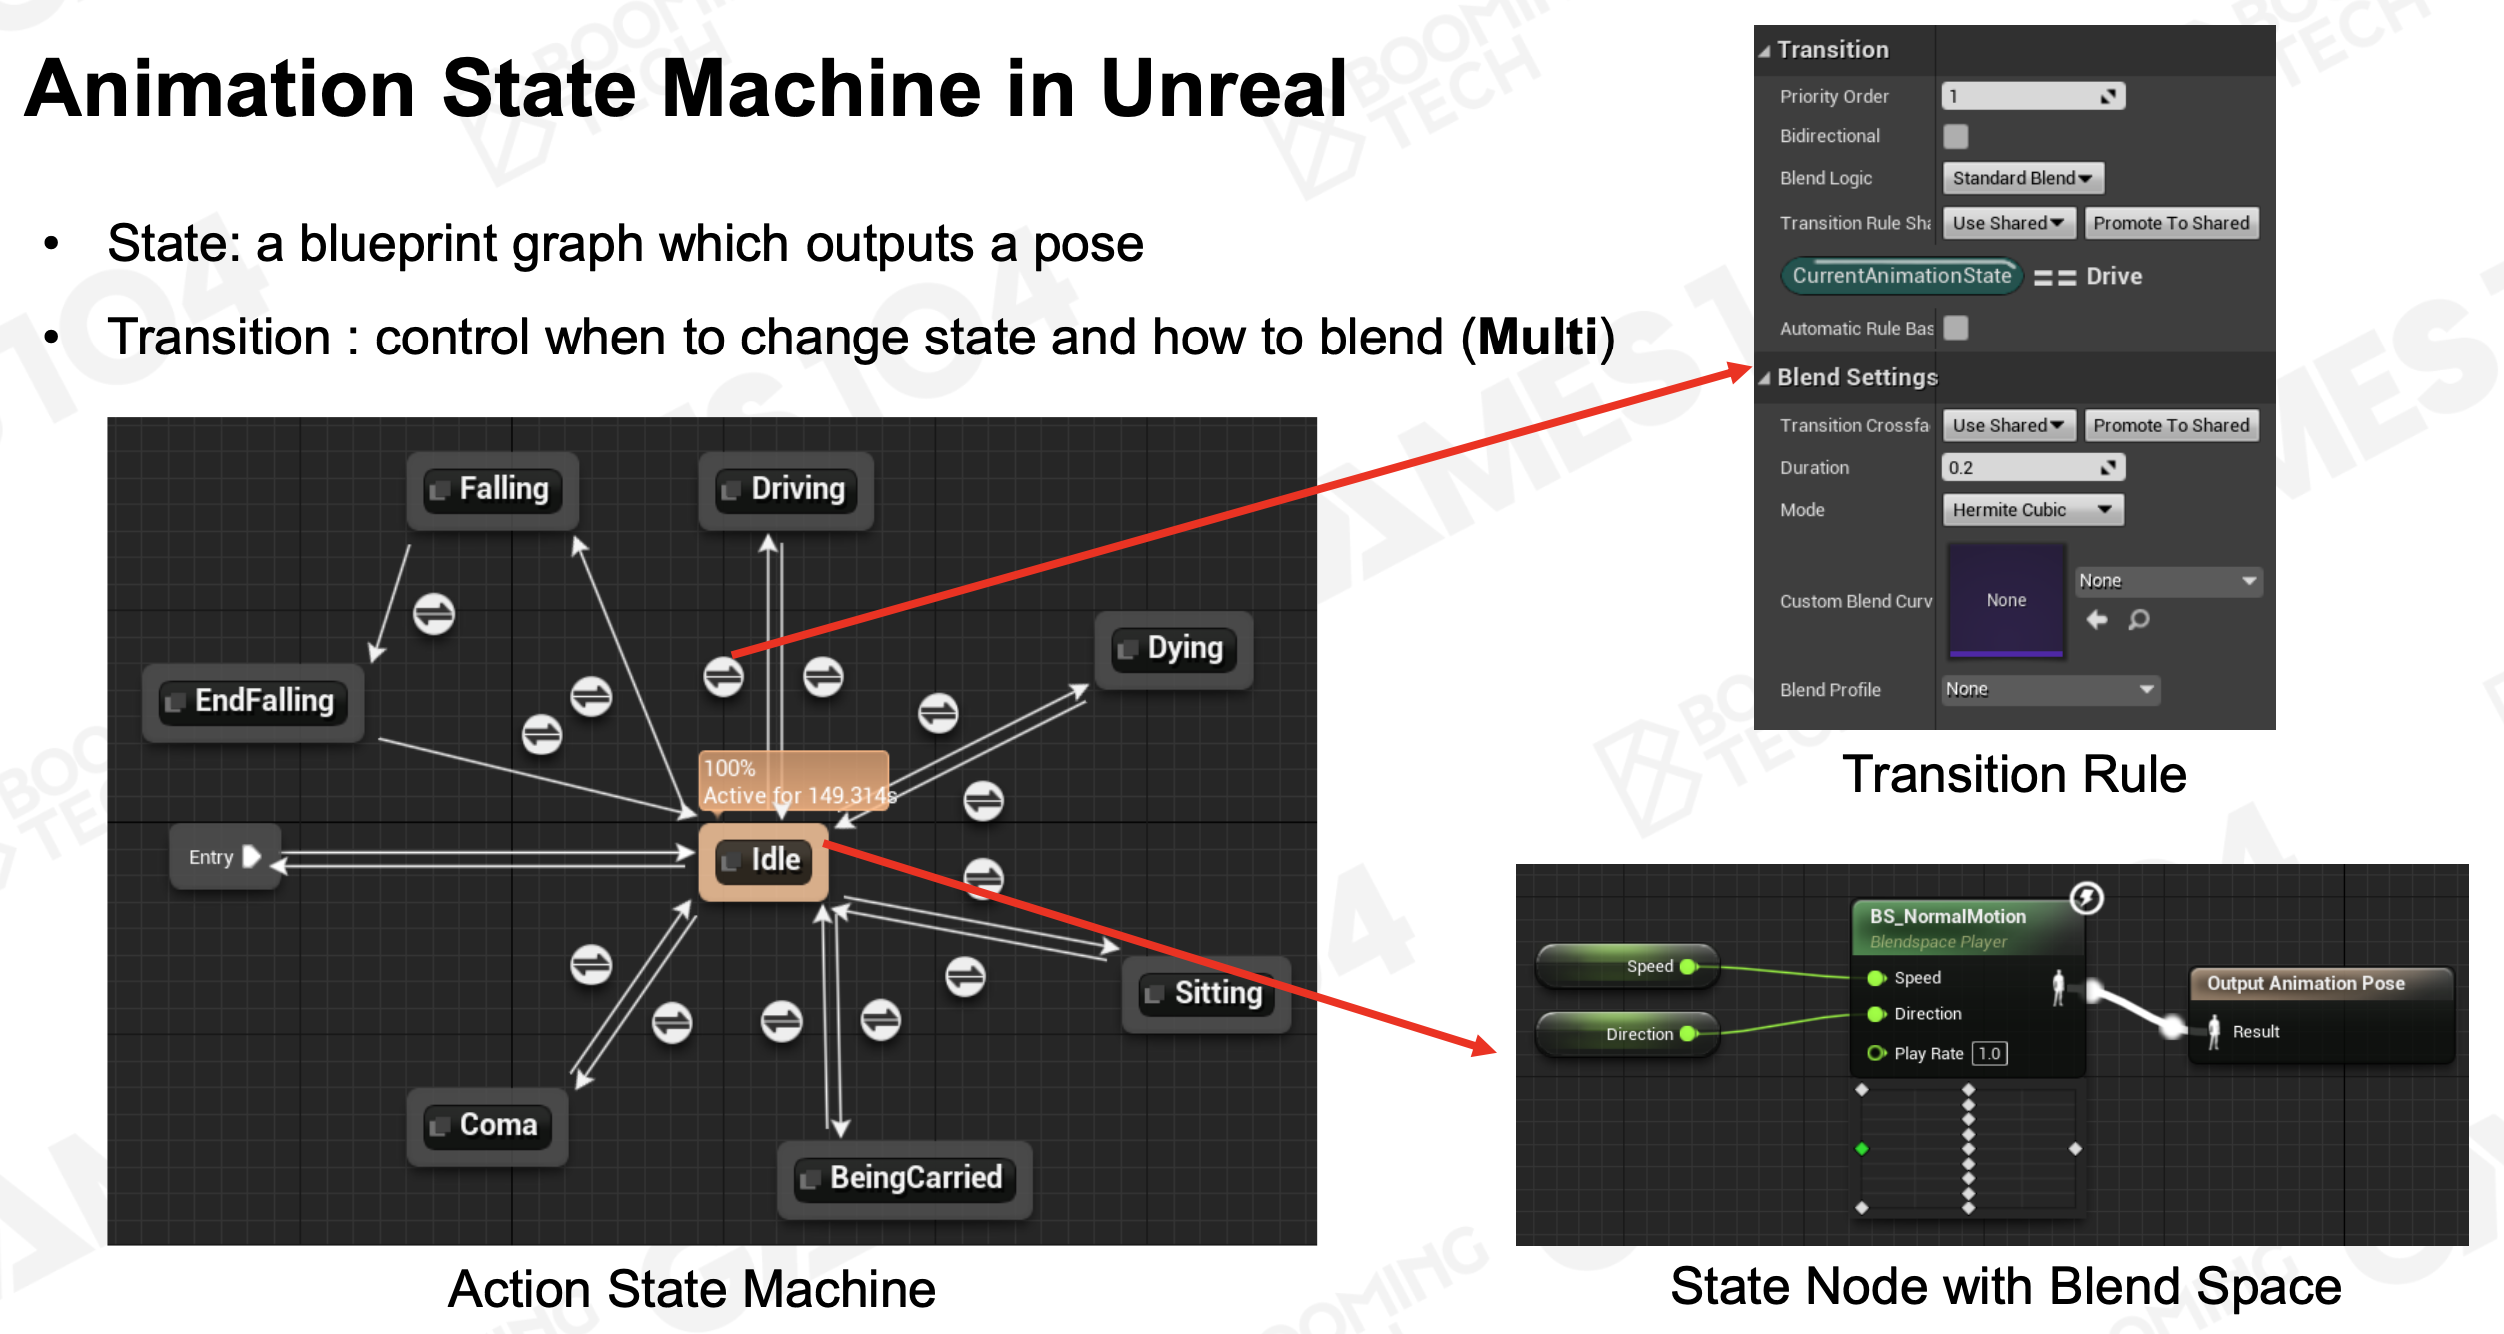 Animation State Machine in Unreal
• State: a blueprint graph which outputs a pose
• Transition : control when to change state and how to blend (Multi)
Falling
Driving
Dying
EndFalling
100%
Active for 149.314s
Entry
Idle
Sitting
Coma
BeingCarried
Action State Machine
Transition
Priority Order 1
Bidirectional
Blend Logic Standard Blend
Transition Rule Sha Use Shared Promote To Shared
CurrentAnimationState == Drive
Automatic Rule Bas
Blend Settings
Transition Crossfa Use Shared Promote To Shared
Duration 0.2
Mode Hermite Cubic
Custom Blend Curv None None
Blend Profile None
Transition Rule
BS_NormalMotion
Blendspace Player
Speed
Direction
Speed
Direction
Play Rate 1.0
Output Animation Pose
Result
State Node with Blend Space
BOOMING TECH
GAMES104